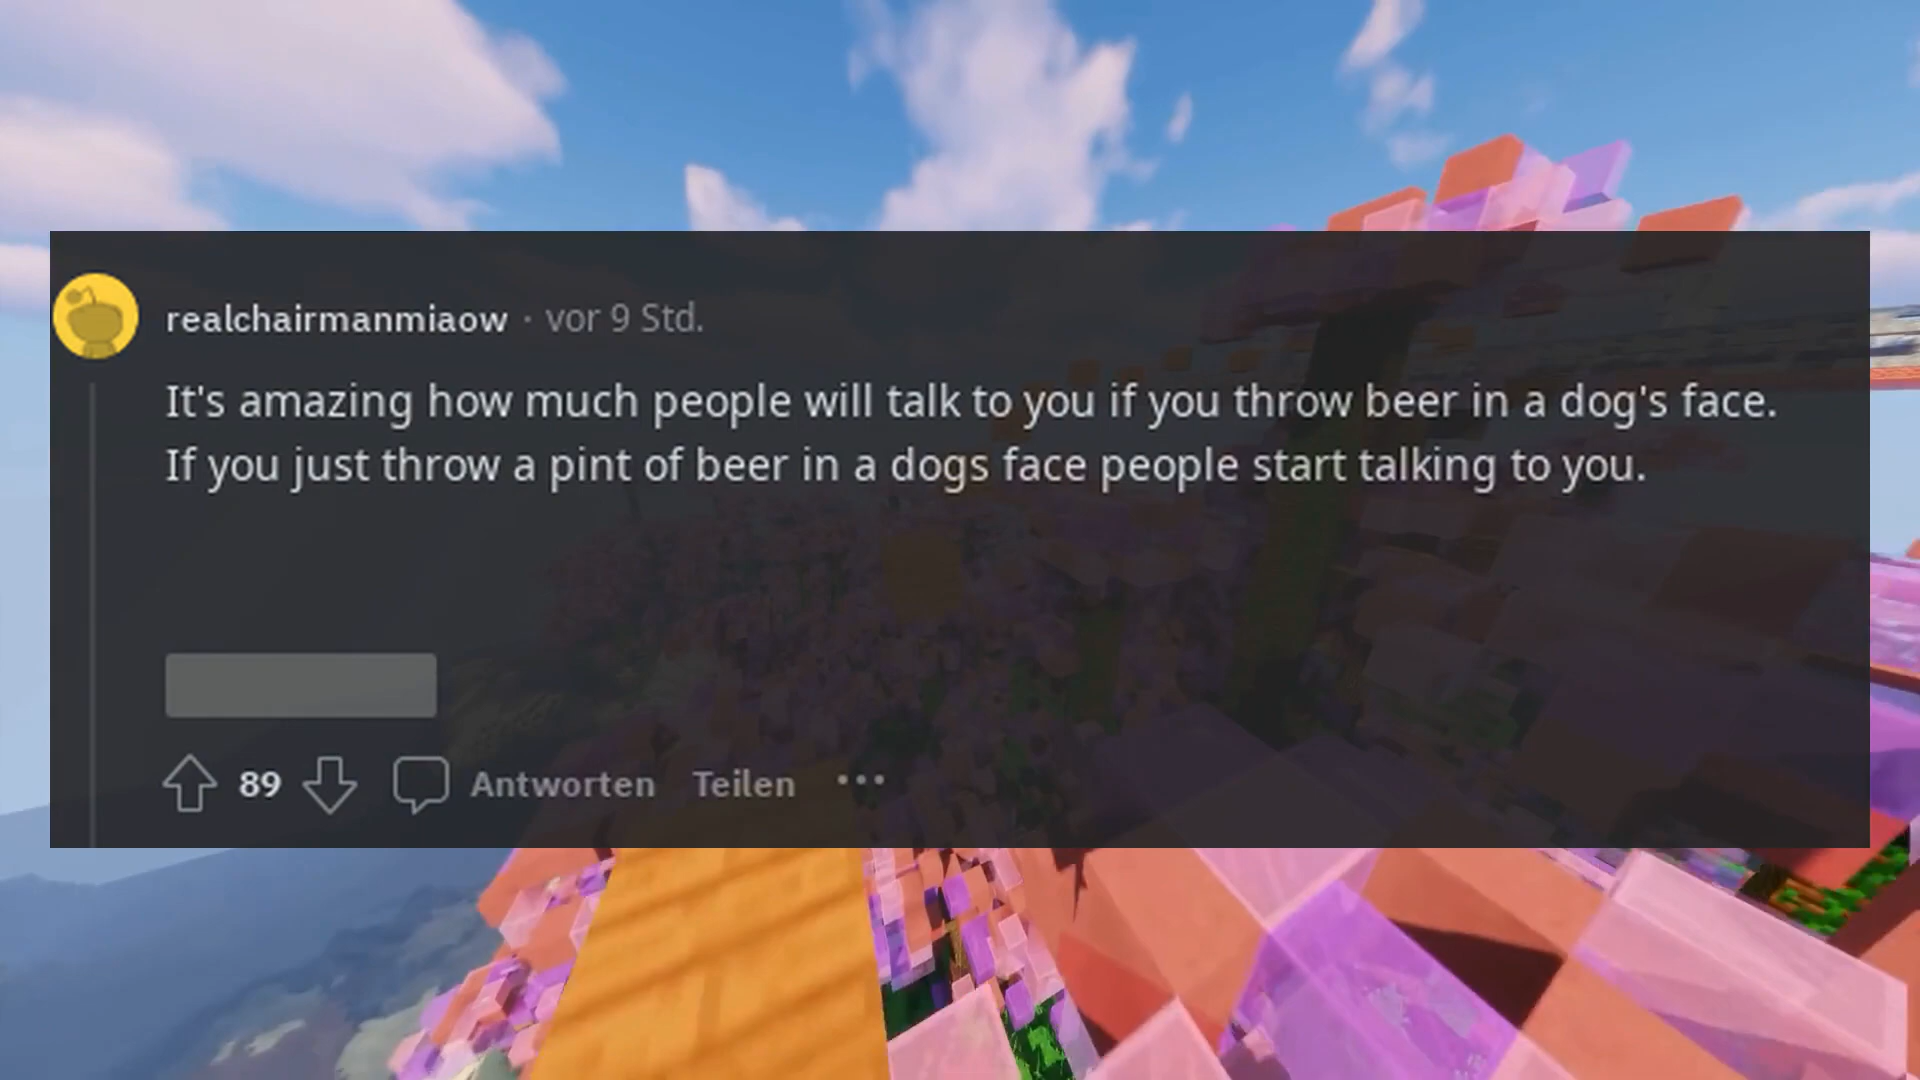 realchairmanmiaow · vor 9 Std.
It's amazing how much people will talk to you if you throw beer in a dog's face.
If you just throw a pint of beer in a dogs face people start talking to you.
89 Antworten Teilen ···